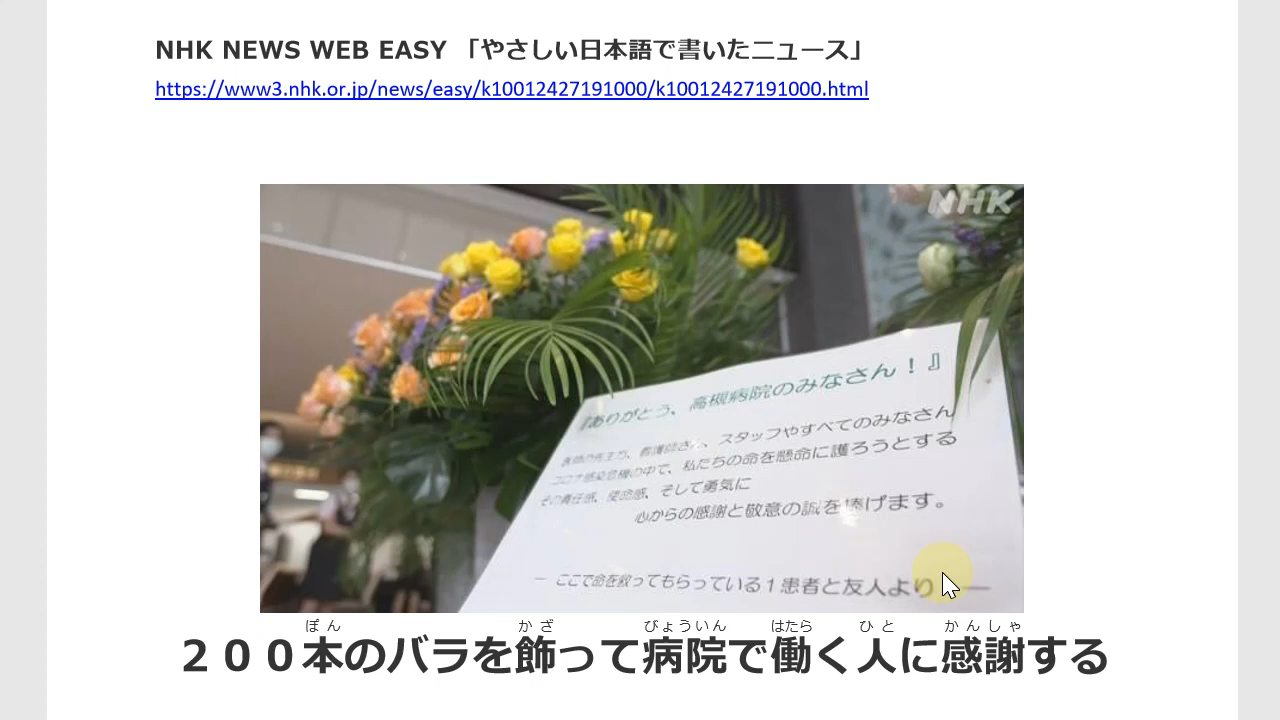 NHK NEWS WEB EASY 「やさしい日本語で書いたニュース」
https://www3.nhk.or.jp/news/easy/k10012427191000/k10012427191000.html
NHK
『ありがとう、高槻病院のみなさん！』
医師の先生方、看護師さん、スタッフやすべてのみなさん
コロナ感染危機の中で、私たちの命を懸命に護ろうとする
その責任感、使命感、そして勇気に
心からの感謝と敬意の誠を捧げます。
― ここで命を救ってもらっている１患者と友人より ―
ぽん かざ びょういん はたら ひと かんしゃ
２００本のバラを飾って病院で働く人に感謝する